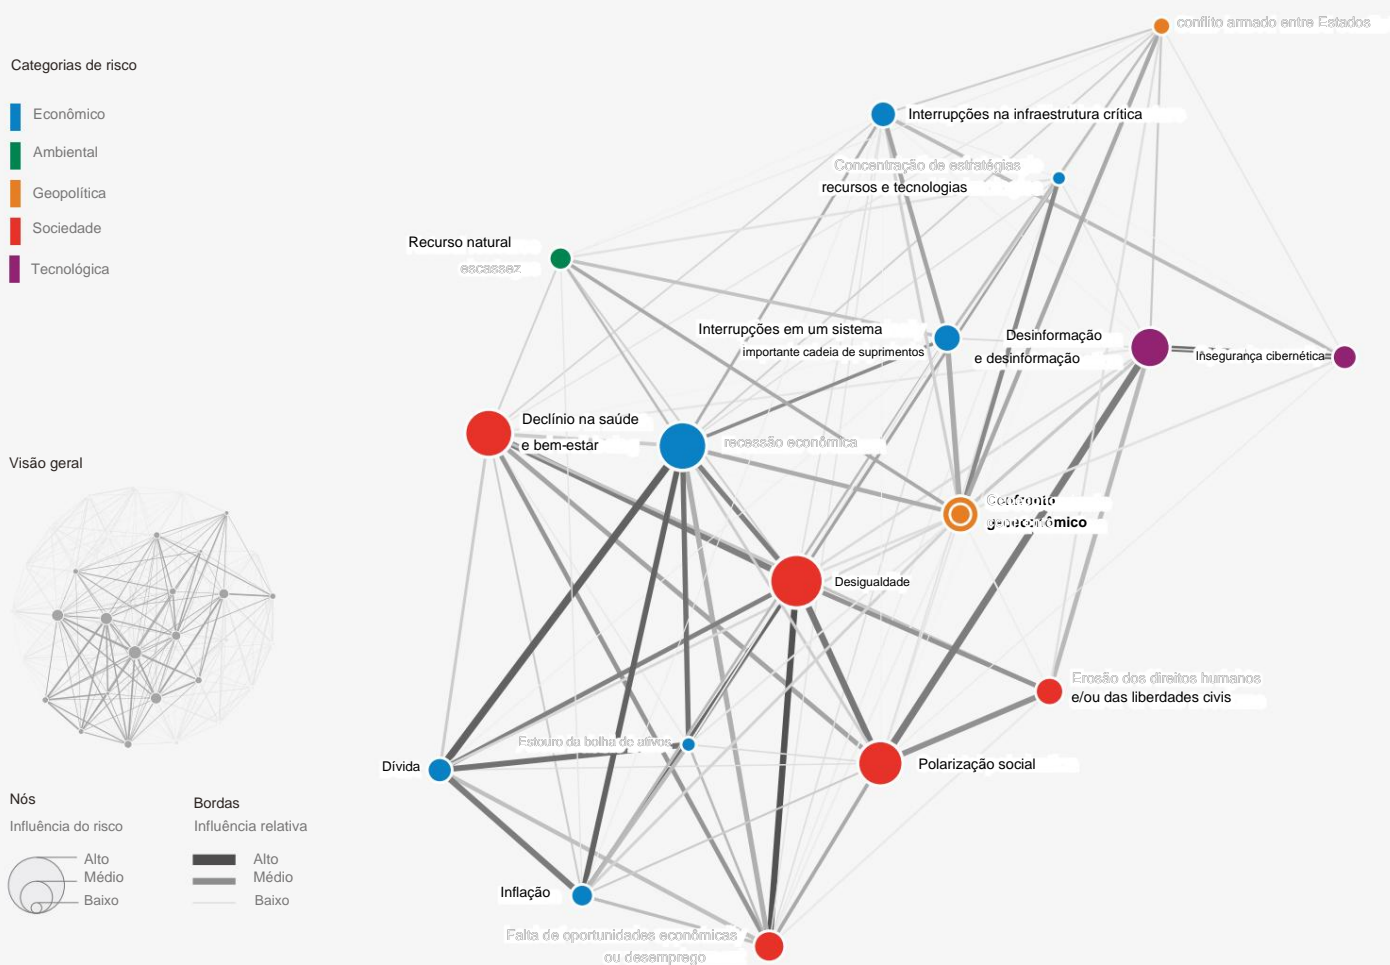 conflito armado entre Estados
Categorias de risco
Econômico
Ambiental
Geopolítica
Sociedade
Tecnológica
Interrupções na infraestrutura crítica
Concentração de estratégias
recursos e tecnologias
Recurso natural
escassez
Interrupções em um sistema
importante cadeia de suprimentos
Desinformação
e desinformação
Insegurança cibernética
Declínio na saúde
e bem-estar
recessão econômica
Visão geral
Confronto
geoeconômico
Desigualdade
Erosão dos direitos humanos
e/ou das liberdades civis
Estouro da bolha de ativos
Dívida
Polarização social
Nós
Influência do risco
Alto
Médio
Baixo
Bordas
Influência relativa
Alto
Médio
Baixo
Inflação
Falta de oportunidades econômicas
ou desemprego